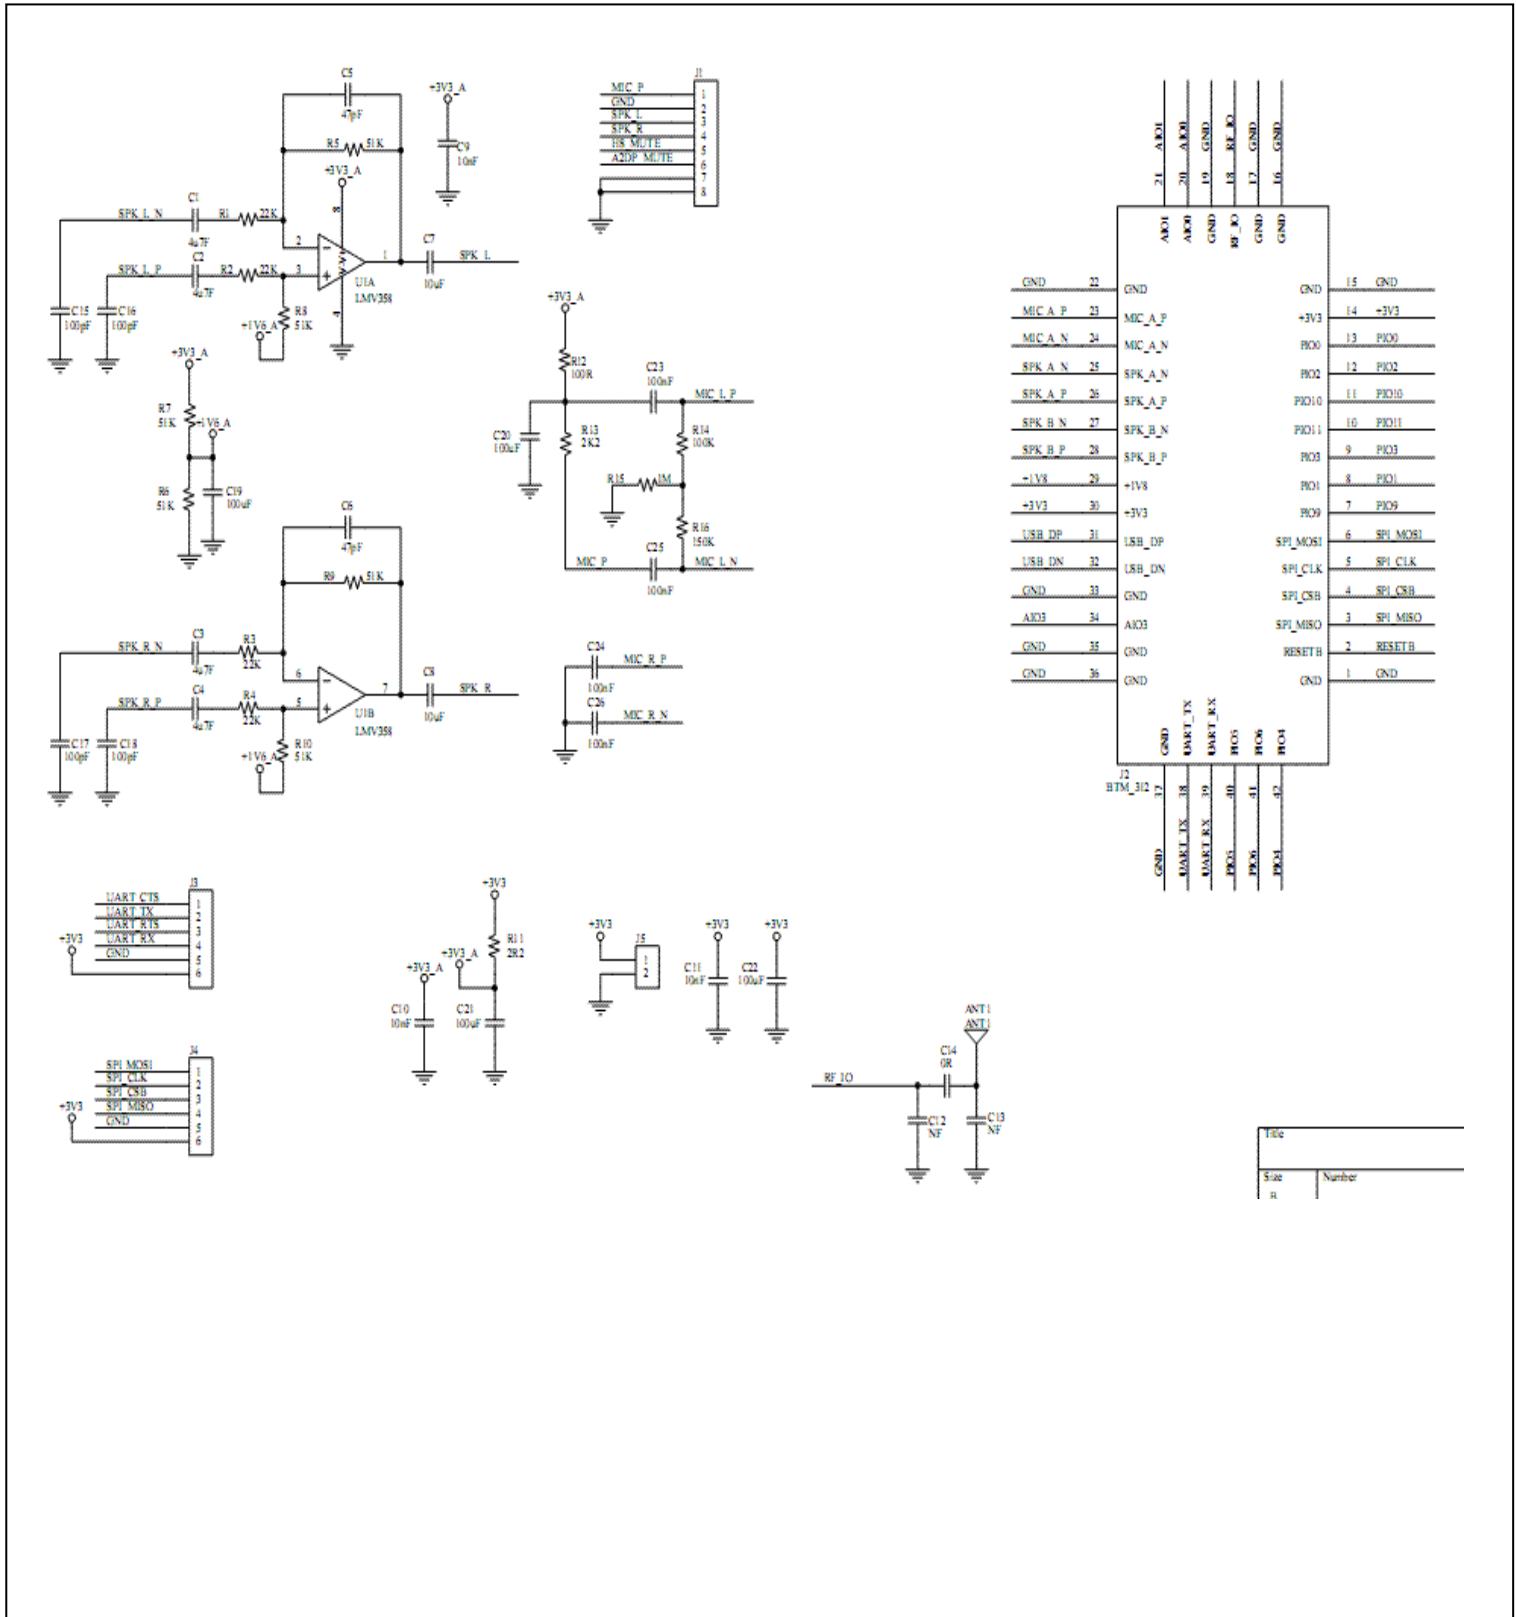 C5
47pF
R5 51K
+3V3_A
+3V3_A
C9
10nF
J1
MIC_P 1
GND 2
SPK_L 3
SPK_R 4
HS_MUTE 5
A2DP_MUTE 6
7
8
C1
SPK_L_N
4u7F
R1 22K
C2
SPK_L_P
4u7F
R2 22K
2
3
8
V+
V-
4
1
U1A
LMV358
C7
10uF
SPK_L
C15
100pF
C16
100pF
R8
51K
+1V6_A
+3V3_A
R7
51K
+1V6_A
R6
51K
C19
100uF
+3V3_A
R12
100R
C23
100nF
MIC_L_P
C20
100uF
R13
2K2
R14
100K
R15 1M
R16
150K
MIC_P
C25
100nF
MIC_L_N
C6
47pF
R9 51K
C3
SPK_R_N
4u7F
R3
22K
C4
SPK_R_P
4u7F
R4
22K
6
5
7
U1B
LMV358
C8
10uF
SPK_R
C17
100pF
C18
100pF
R10
51K
+1V6_A
C24
100nF
MIC_R_P
C26
100nF
MIC_R_N
21 AIO1
20 AIO0
19 GND
18 RF_IO
17 GND
16 GND
AIO1
AIO0
GND
RF_IO
GND
GND
GND 22 GND GND 15 GND
MIC_A_P 23 MIC_A_P +3V3 14 +3V3
MIC_A_N 24 MIC_A_N PIO0 13 PIO0
SPK_A_N 25 SPK_A_N PIO2 12 PIO2
SPK_A_P 26 SPK_A_P PIO10 11 PIO10
SPK_B_N 27 SPK_B_N PIO11 10 PIO11
SPK_B_P 28 SPK_B_P PIO3 9 PIO3
+1V8 29 +1V8 PIO1 8 PIO1
+3V3 30 +3V3 PIO9 7 PIO9
USB_DP 31 USB_DP SPI_MOSI 6 SPI_MOSI
USB_DN 32 USB_DN SPI_CLK 5 SPI_CLK
GND 33 GND SPI_CSB 4 SPI_CSB
AIO3 34 AIO3 SPI_MISO 3 SPI_MISO
GND 35 GND RESETB 2 RESETB
GND 36 GND GND 1 GND
GND
UART_TX
UART_RX
PIO5
PIO6
PIO4
J2
BTM_312
GND 37
UART_TX 38
UART_RX 39
PIO5 40
PIO6 41
PIO4 42
J3
UART_CTS 1
UART_TX 2
UART_RTS 3
UART_RX 4
GND 5
+3V3 6
J4
SPI_MOSI 1
SPI_CLK 2
SPI_CSB 3
SPI_MISO 4
GND 5
+3V3 6
+3V3
R11
2R2
+3V3_A
+3V3_A
C10
10nF
C21
100uF
+3V3
J5
1
2
+3V3
C11
10nF
+3V3
C22
100uF
ANT1
ANT1
C14
0R
RF_IO
C12
NF
C13
NF
Title
Size
B
Number